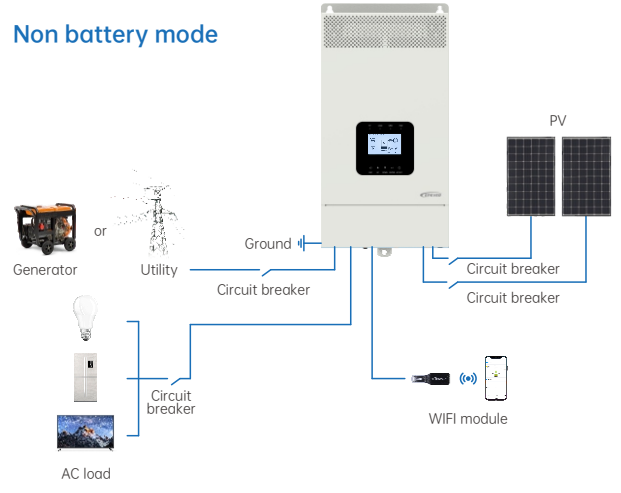 Non battery mode
PV
or
Ground
Generator
Utility
Circuit breaker
Circuit breaker
Circuit breaker
Circuit
breaker
WIFI module
AC load